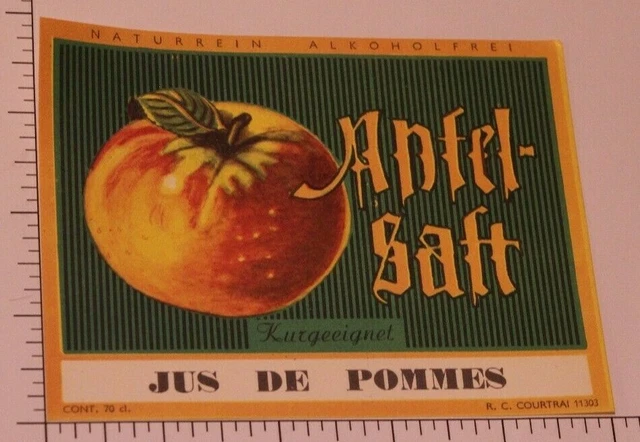 NATURREIN ALKOHOLFREI
Apfel-
saft
Kurgeeignet
JUS DE POMMES
CONT. 70 cl.
R. C. COURTRAI 11303